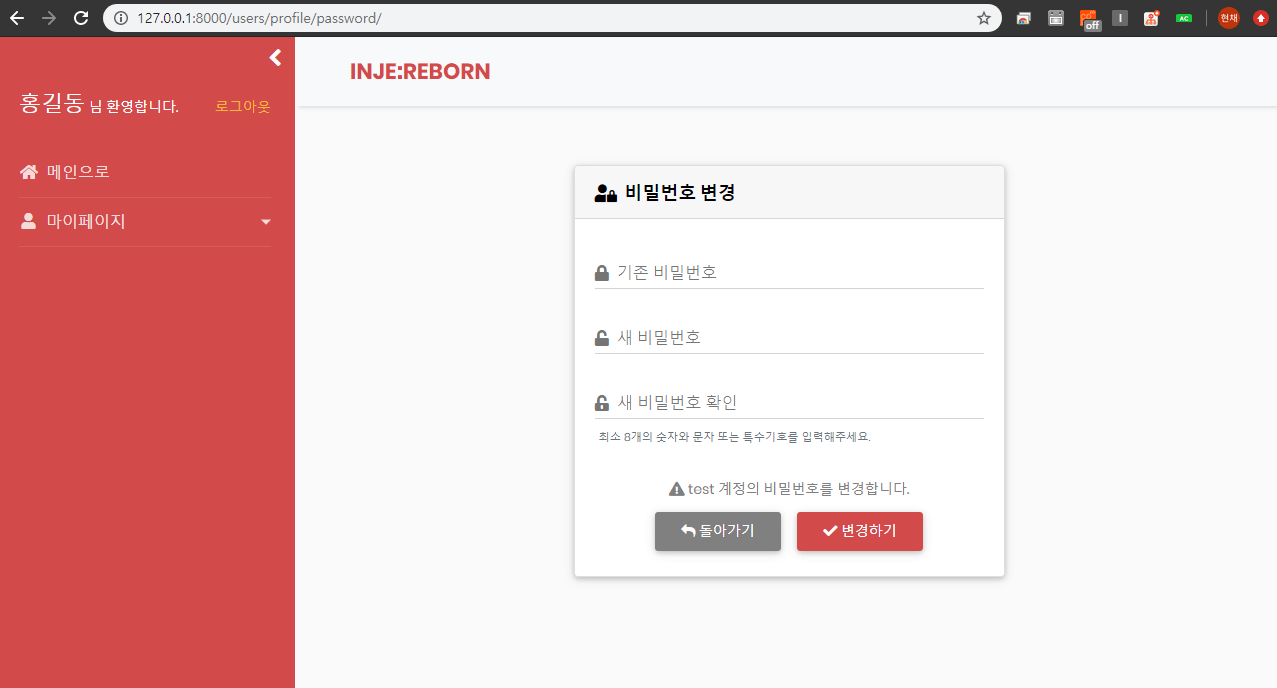 127.0.0.1:8000/users/profile/password/
off
I
AC
현채
홍길동 님 환영합니다.
로그아웃
메인으로
마이페이지
INJE:REBORN
비밀번호 변경
기존 비밀번호
새 비밀번호
새 비밀번호 확인
최소 8개의 숫자와 문자 또는 특수기호를 입력해주세요.
test 계정의 비밀번호를 변경합니다.
돌아가기
변경하기